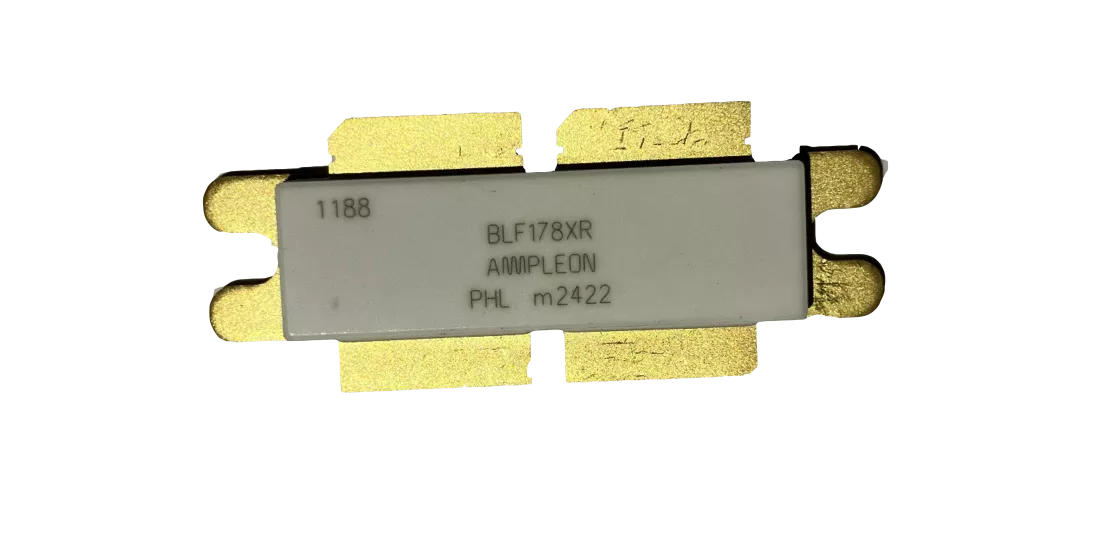 1188
BLF178XR
AMPLEON
PHL m2422